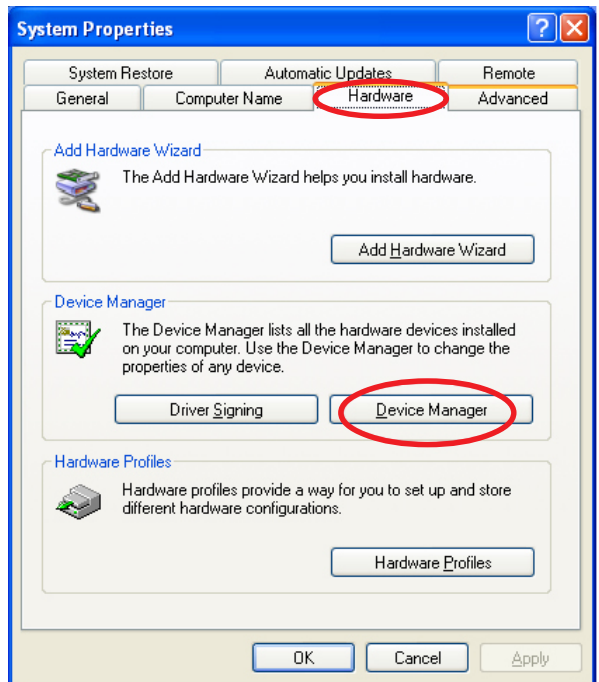 System Properties
System Restore Automatic Updates Remote
General Computer Name Hardware Advanced
Add Hardware Wizard
The Add Hardware Wizard helps you install hardware.
Add Hardware Wizard
Device Manager
The Device Manager lists all the hardware devices installed
on your computer. Use the Device Manager to change the
properties of any device.
Driver Signing Device Manager
Hardware Profiles
Hardware profiles provide a way for you to set up and store
different hardware configurations.
Hardware Profiles
OK Cancel Apply